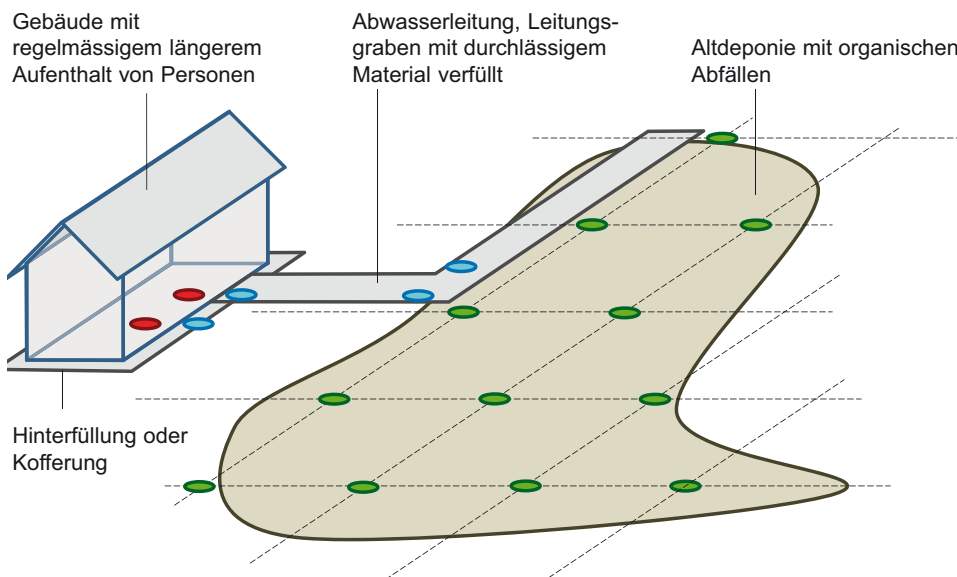 Gebäude mit
regelmässigem längerem
Aufenthalt von Personen
Abwasserleitung, Leitungs-
graben mit durchlässigem
Material verfüllt
Altdeponie mit organischen
Abfällen
Hinterfüllung oder
Kofferung